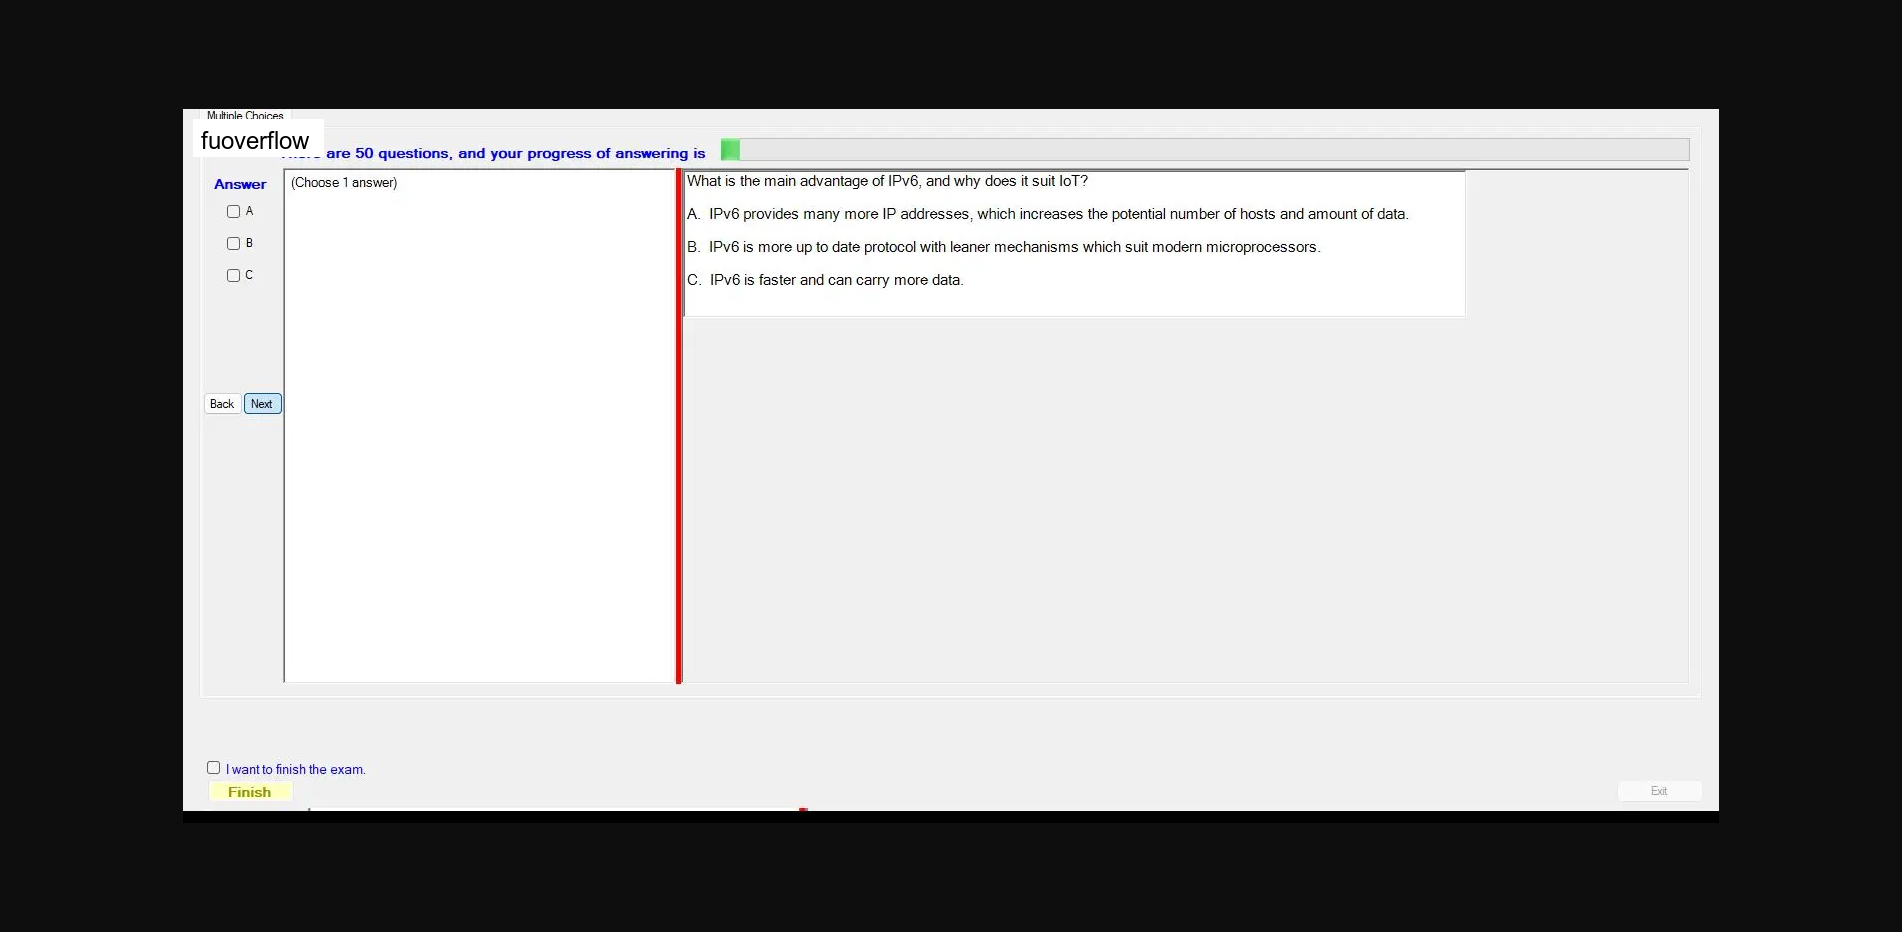 Multiple Choices
fuoverflow
are 50 questions, and your progress of answering is
Answer
(Choose 1 answer)
A
B
C
Back Next
What is the main advantage of IPv6, and why does it suit IoT?
A. IPv6 provides many more IP addresses, which increases the potential number of hosts and amount of data.
B. IPv6 is more up to date protocol with leaner mechanisms which suit modern microprocessors.
C. IPv6 is faster and can carry more data.
I want to finish the exam.
Finish
Exit